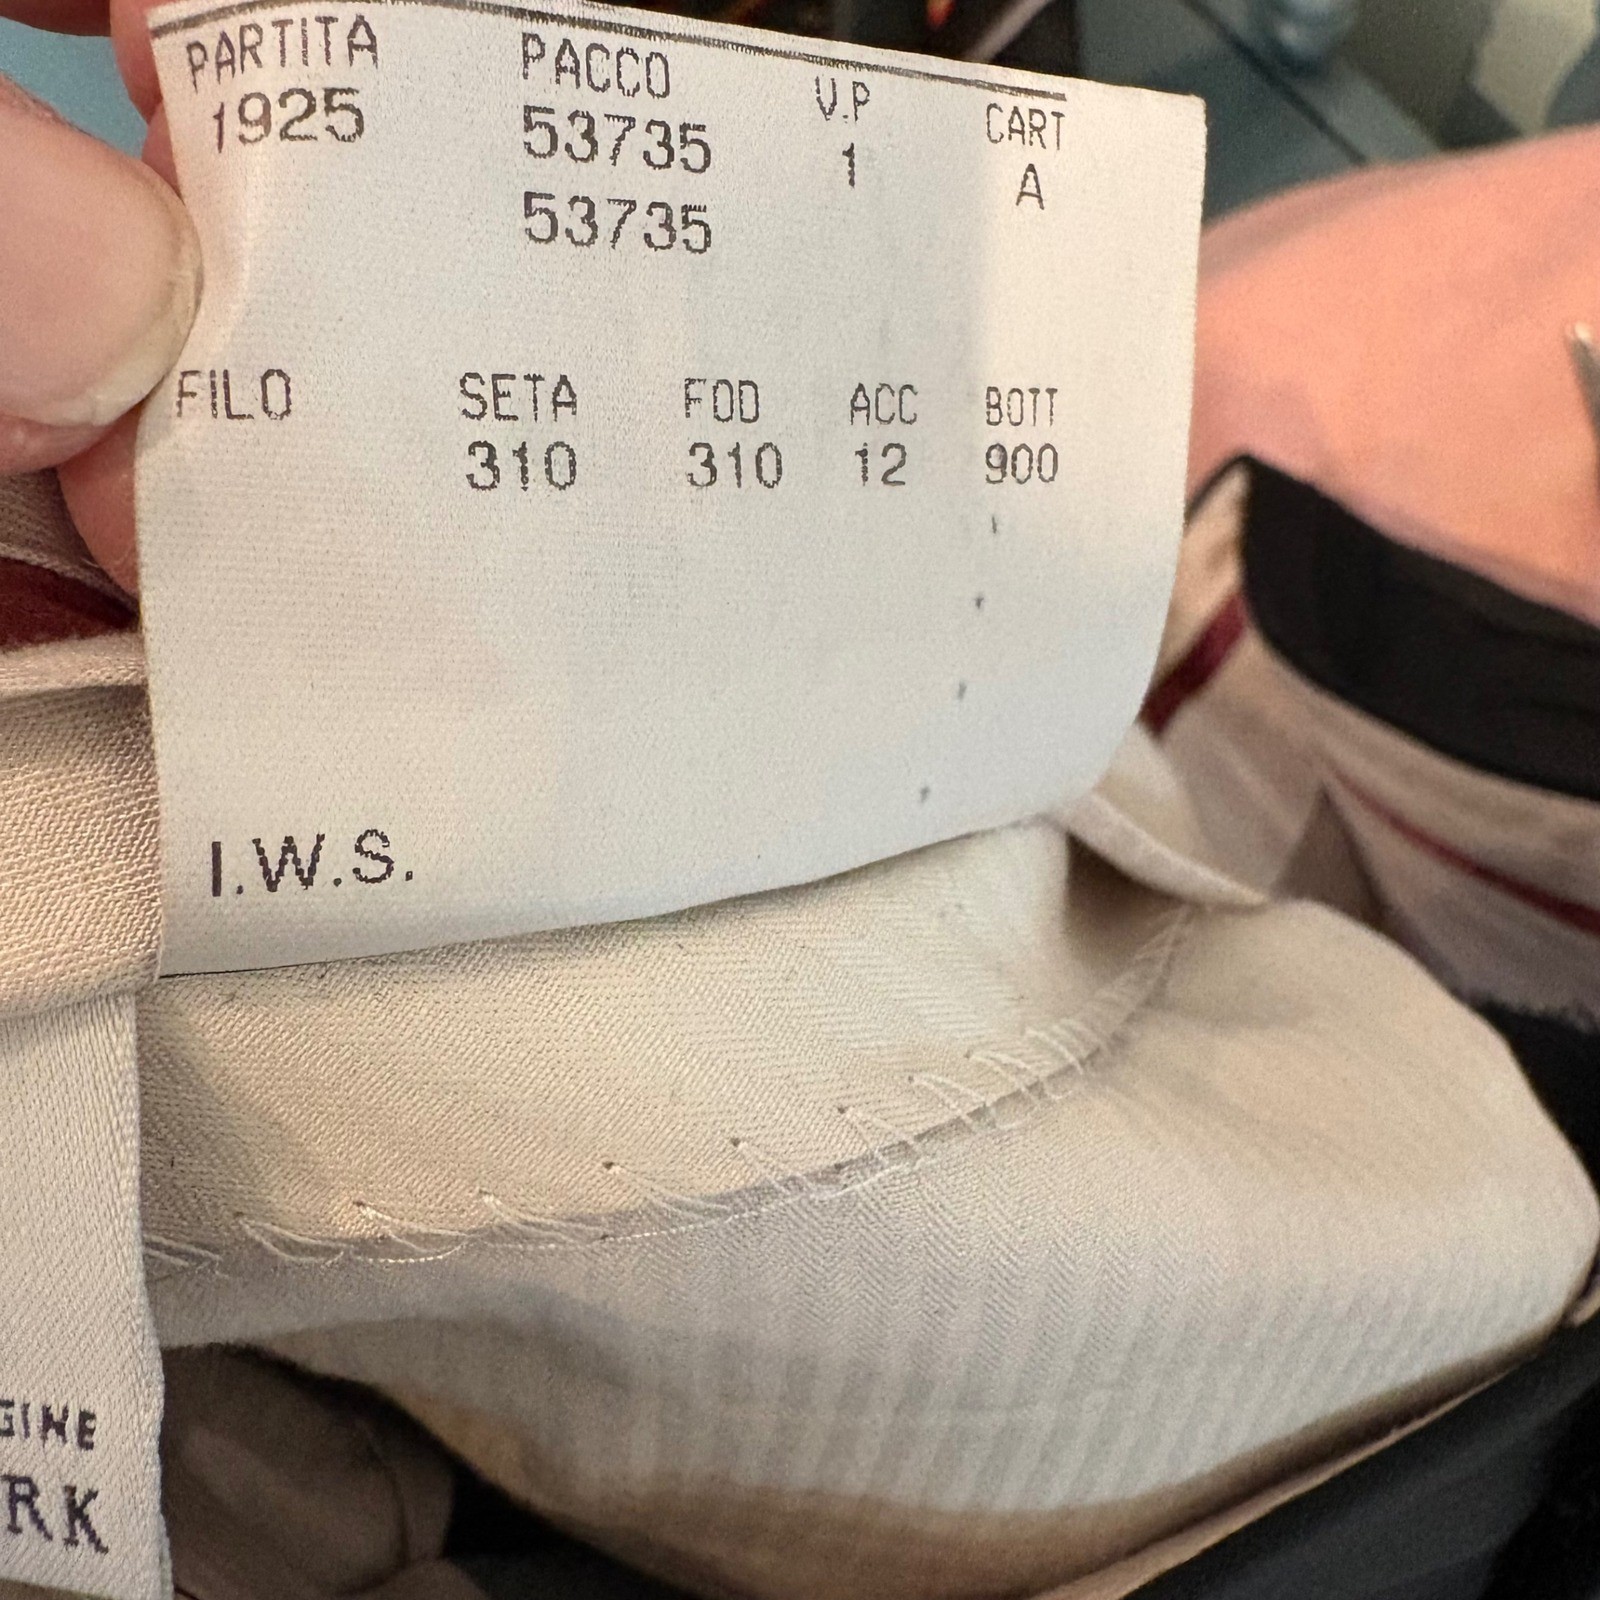 PARTITA PACCO V.P CART
1925 53735 1 A
53735
FILO SETA FOD ACC BOTT
310 310 12 900
I.W.S.
GINE
RK